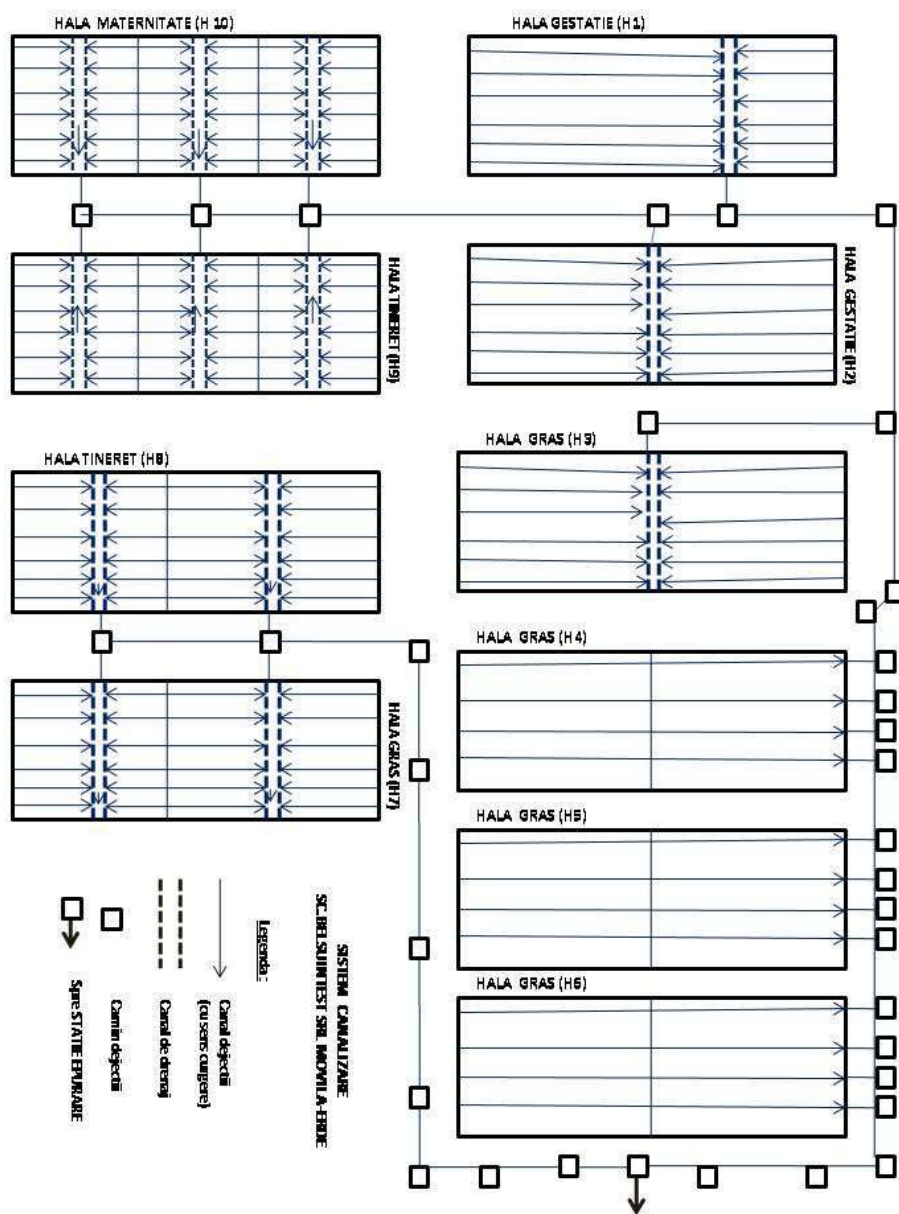 HALA MATERNITATE (H 10)
HALA GESTATIE (H1)
HALA TINERET (H9)
HALA GESTATIE (H2)
HALA TINERET (H8)
HALA GRAS (H3)
HALA GRAS (H7)
HALA GRAS (H4)
HALA GRAS (H5)
HALA GRAS (H6)
SISTEM CANALIZARE
SC.BELSUINTEST SRL MOVILA-ERDE
Legenda :
Canal dejectii
(cu sens curgere)
Canal de drenaj
Camin dejectii
Spre STATIE EPURARE